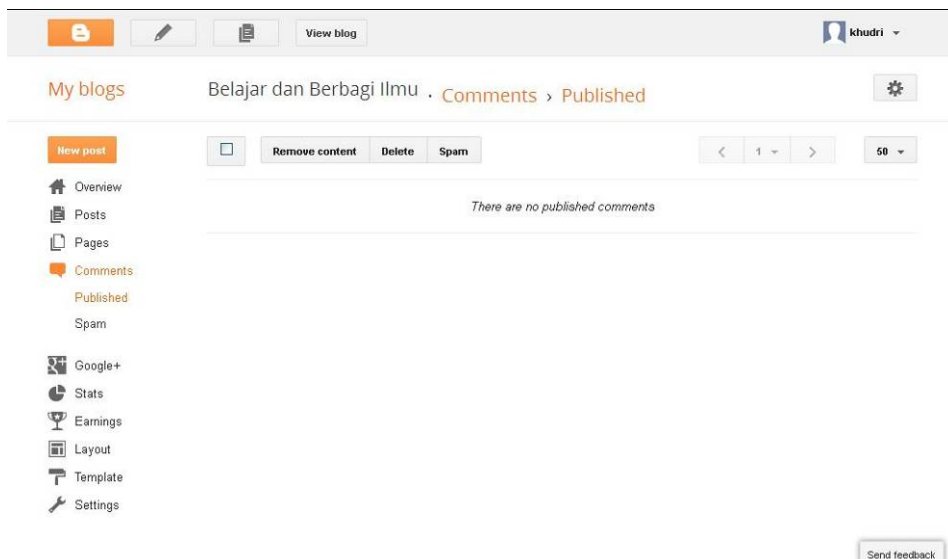 View blog
khudri
My blogs
Belajar dan Berbagi Ilmu . Comments › Published
New post
Remove content Delete Spam
1
50
Overview
There are no published comments
Posts
Pages
Comments
Published
Spam
Google+
Stats
Earnings
Layout
Template
Settings
Send feedback